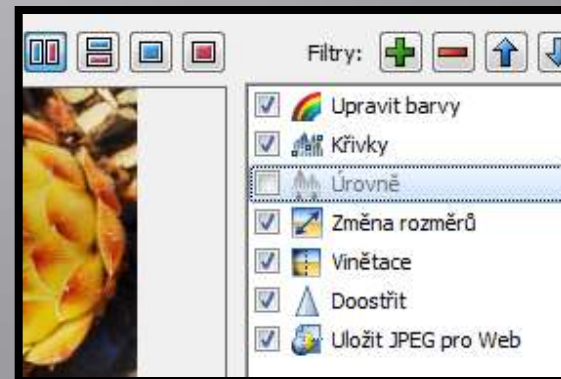 Filtry:
Upravit barvy
Křivky
Úrovně
Změna rozměrů
Vinětace
Doostřit
Uložit JPEG pro Web